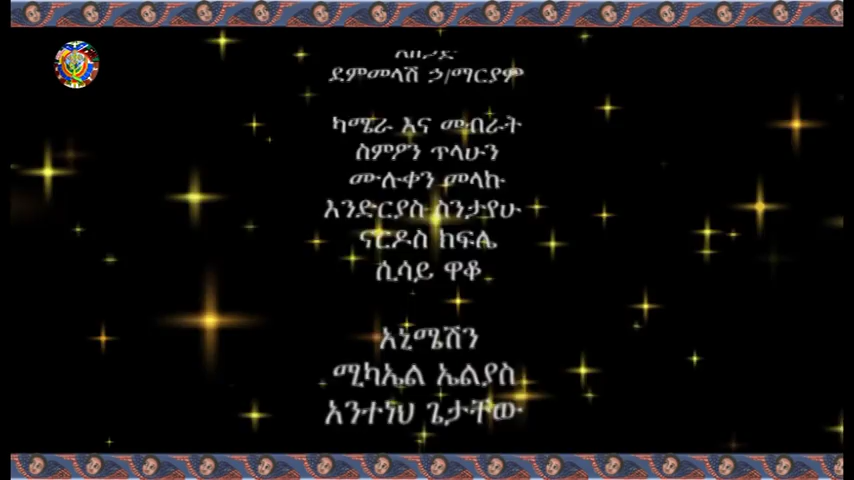 ደምመላሽ ኃ/ማርያም
ካሜራ እና መብራት
ስምዖን ጥላሁን
ሙሉቀን መላኩ
እንድርያስ ስንታየሁ
ናርዶስ ክፍሌ
ሲሳይ ዋቆ
አኒሜሽን
ሚካኤል ኤልያስ
አንተነህ ጌታቸው